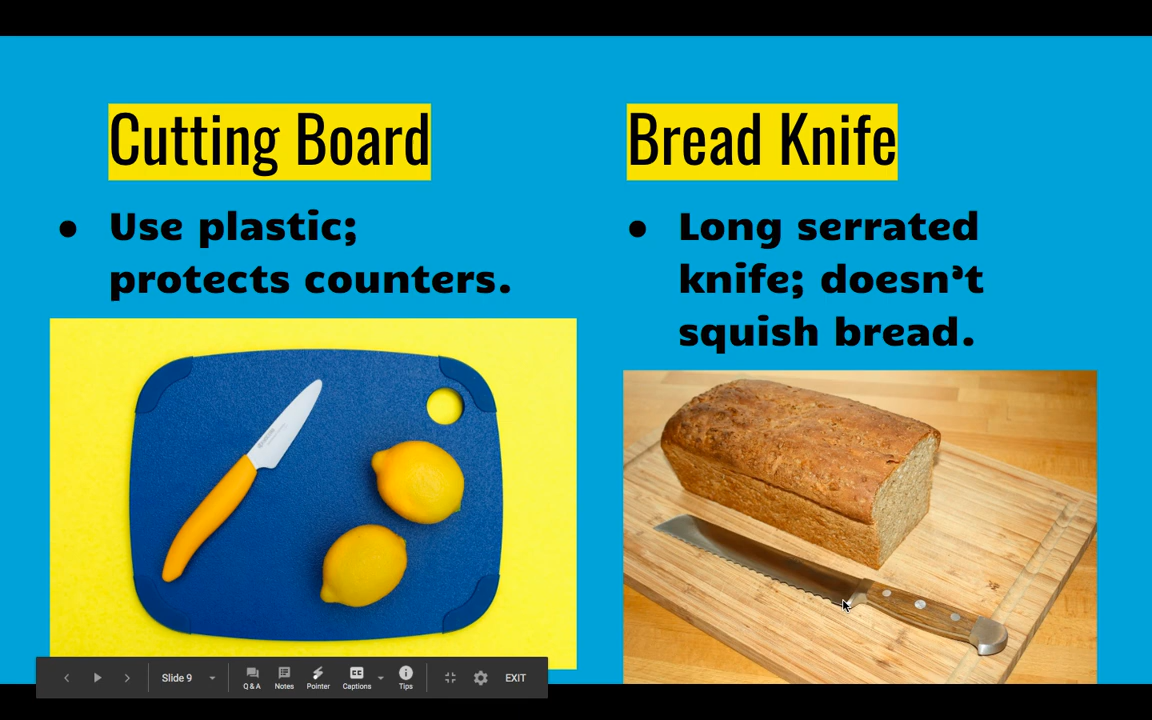 Cutting Board
● Use plastic;
protects counters.
Bread Knife
● Long serrated
knife; doesn't
squish bread.
Slide 9
Q & A
Notes
Pointer
Captions
Tips
EXIT